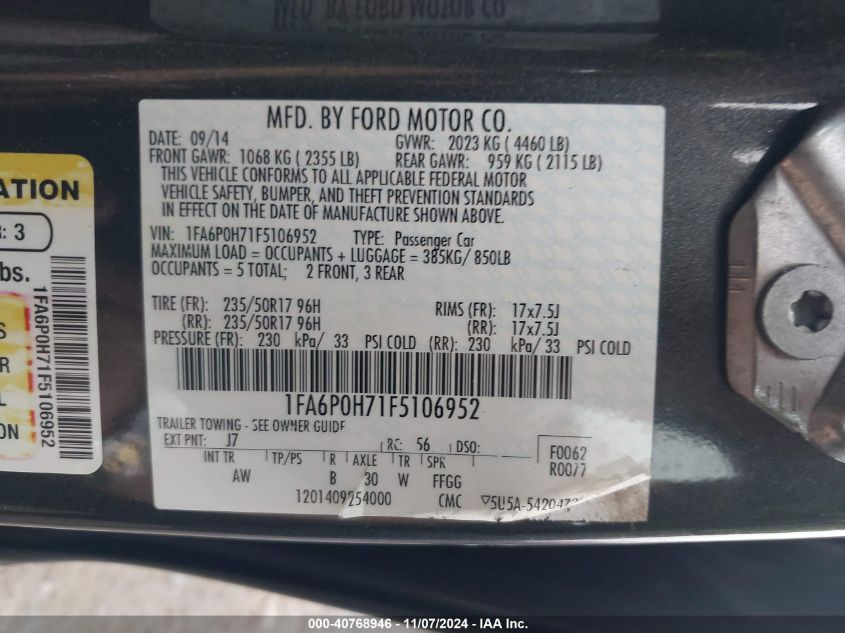 MFD. BY FORD MOTOR CO.
DATE: 09/14 GVWR: 2023 KG ( 4460 LB)
FRONT GAWR: 1068 KG ( 2355 LB) REAR GAWR: 959 KG ( 2115 LB)
THIS VEHICLE CONFORMS TO ALL APPLICABLE FEDERAL MOTOR
VEHICLE SAFETY, BUMPER, AND THEFT PREVENTION STANDARDS
IN EFFECT ON THE DATE OF MANUFACTURE SHOWN ABOVE.
VIN: 1FA6P0H71F5106952 TYPE: Passenger Car
MAXIMUM LOAD = OCCUPANTS + LUGGAGE = 385KG/ 850LB
OCCUPANTS = 5 TOTAL; 2 FRONT, 3 REAR
TIRE (FR): 235/50R17 96H RIMS (FR): 17x7.5J
(RR): 235/50R17 96H (RR): 17x7.5J
PRESSURE (FR): 230 kPa/ 33 PSI COLD (RR): 230 kPa/ 33 PSI COLD
1FA6P0H71F5106952
TRAILER TOWING - SEE OWNER GUIDE
EXT PNT: J7 RC: 56 DSO: F0062
R0077
INT TR TP/PS R AXLE TR SPR
AW B 30 W FFGG
1201409254000 CMC ▽5U5A-54204
ATION
: 3
bs.
1FA6P0H71F5106952
S
R
L
ON
000-40768946 - 11/07/2024 - IAA Inc.